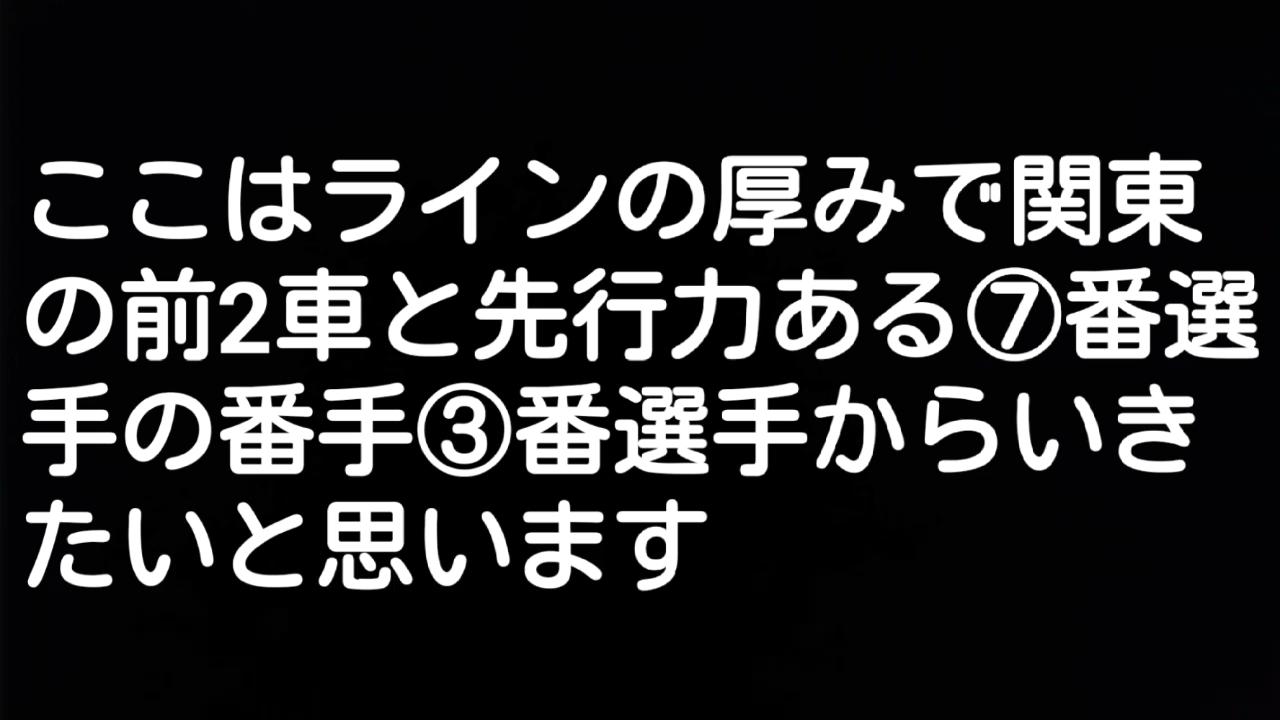 ここはラインの厚みで関東
の前2車と先行力ある⑦番選
手の番手③番選手からいき
たいと思います